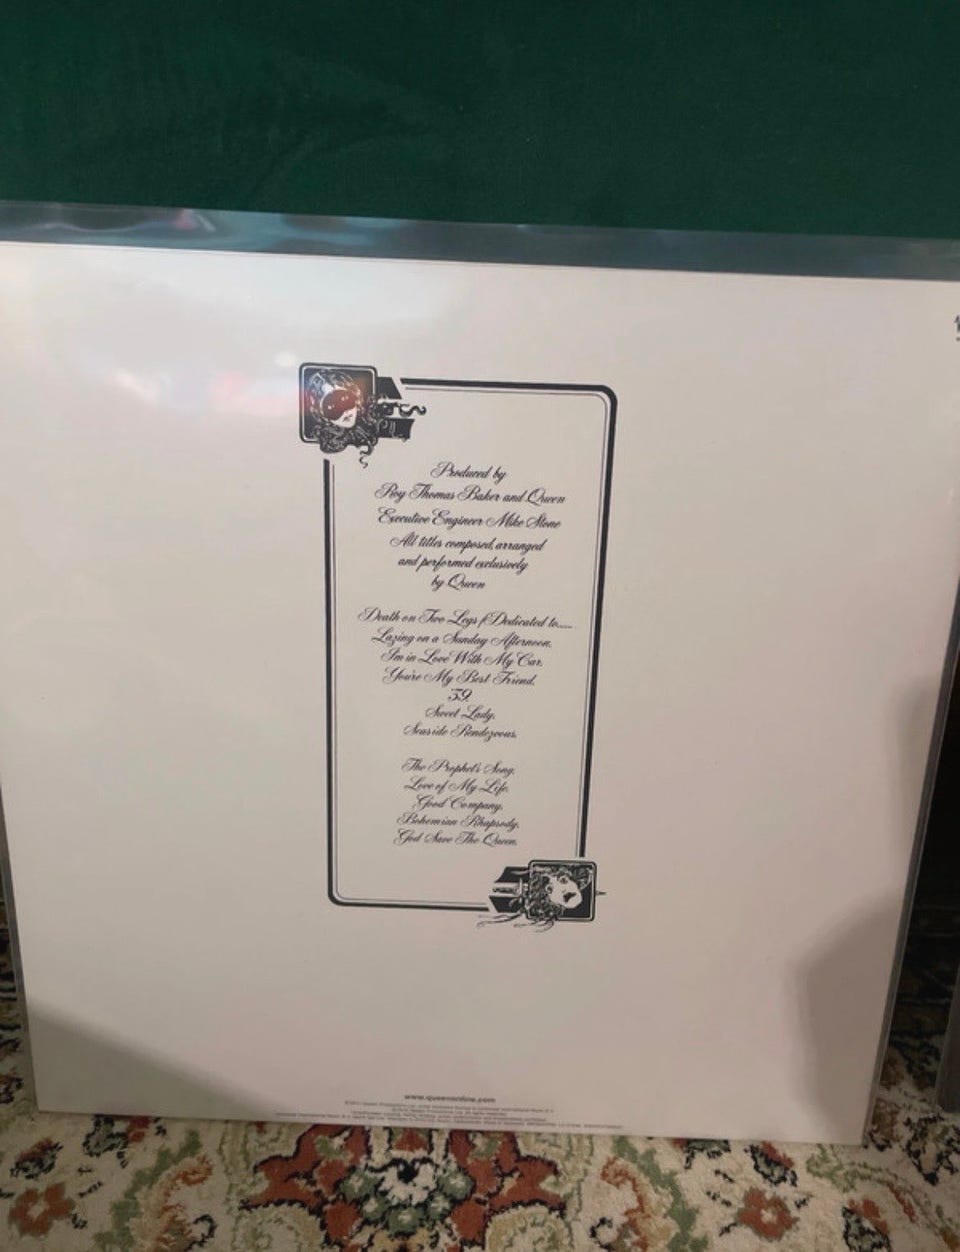 Produced by
Roy Thomas Baker and Queen
Executive Engineer Mike Stone
All titles composed, arranged
and performed exclusively
by Queen
Death on Two Legs (Dedicated to......
Lazing on a Sunday Afternoon.
I'm in Love With My Car.
You're My Best Friend.
'39.
Sweet Lady.
Seaside Rendezvous.
The Prophet's Song.
Love of My Life.
Good Company.
Bohemian Rhapsody.
God Save The Queen.
www.queenonline.com